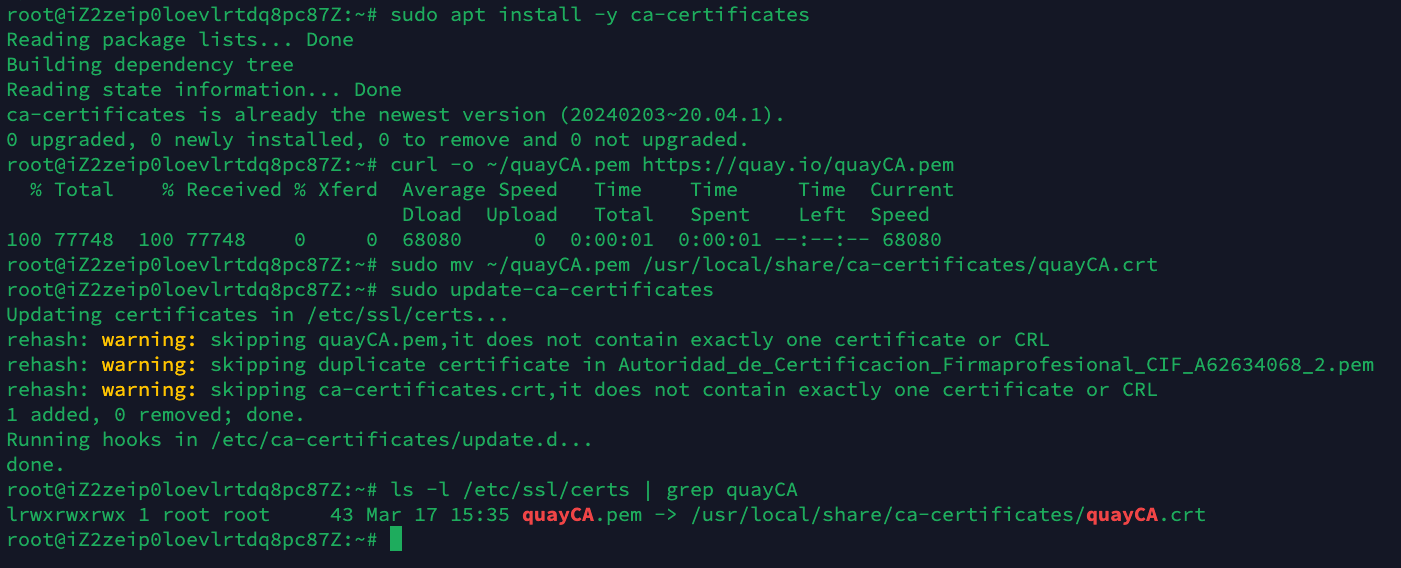 root@iZ2zeip0loevlrtdq8pc87Z:~# sudo apt install -y ca-certificates
Reading package lists... Done
Building dependency tree
Reading state information... Done
ca-certificates is already the newest version (20240203~20.04.1).
0 upgraded, 0 newly installed, 0 to remove and 0 not upgraded.
root@iZ2zeip0loevlrtdq8pc87Z:~# curl -o ~/quayCA.pem https://quay.io/quayCA.pem
  % Total    % Received % Xferd  Average Speed   Time    Time     Time  Current
                                 Dload  Upload   Total   Spent    Left  Speed
100 77748  100 77748    0     0  68080      0  0:00:01  0:00:01 --:--:-- 68080
root@iZ2zeip0loevlrtdq8pc87Z:~# sudo mv ~/quayCA.pem /usr/local/share/ca-certificates/quayCA.crt
root@iZ2zeip0loevlrtdq8pc87Z:~# sudo update-ca-certificates
Updating certificates in /etc/ssl/certs...
rehash: warning: skipping quayCA.pem,it does not contain exactly one certificate or CRL
rehash: warning: skipping duplicate certificate in Autoridad_de_Certificacion_Firmaprofesional_CIF_A62634068_2.pem
rehash: warning: skipping ca-certificates.crt,it does not contain exactly one certificate or CRL
1 added, 0 removed; done.
Running hooks in /etc/ca-certificates/update.d...
done.
root@iZ2zeip0loevlrtdq8pc87Z:~# ls -l /etc/ssl/certs | grep quayCA
lrwxrwxrwx 1 root root     43 Mar 17 15:35 quayCA.pem -> /usr/local/share/ca-certificates/quayCA.crt
root@iZ2zeip0loevlrtdq8pc87Z:~#